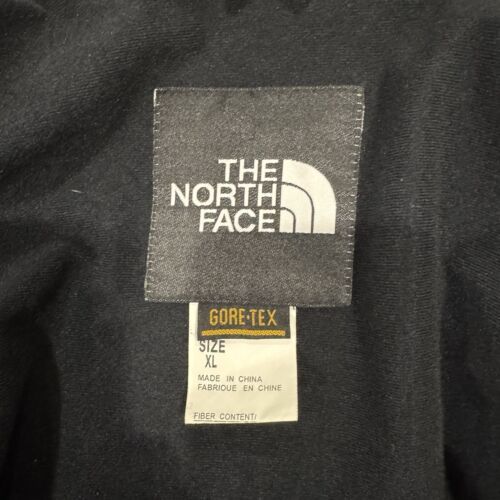 THE
NORTH
FACE
GORE-TEX
SIZE
XL
MADE IN CHINA
FABRIQUE EN CHINE
FIBER CONTENT/